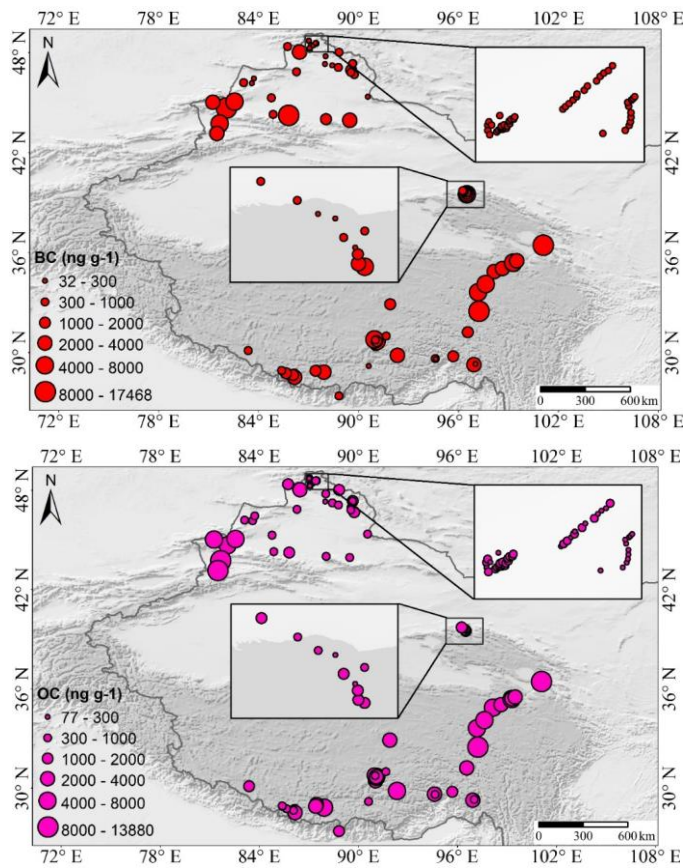 72° E 78° E 84° E 90° E 96° E 102° E 108° E
N
48° N 48° N
42° N 42° N
36° N 36° N
30° N 30° N
BC (ng g-1)
32 - 300
300 - 1000
1000 - 2000
2000 - 4000
4000 - 8000
8000 - 17468
0 300 600
km
72° E 78° E 84° E 90° E 96° E 102° E 108° E
72° E 78° E 84° E 90° E 96° E 102° E 108° E
N
48° N 48° N
42° N 42° N
36° N 36° N
30° N 30° N
OC (ng g-1)
77 - 300
300 - 1000
1000 - 2000
2000 - 4000
4000 - 8000
8000 - 13880
0 300 600
km
72° E 78° E 84° E 90° E 96° E 102° E 108° E